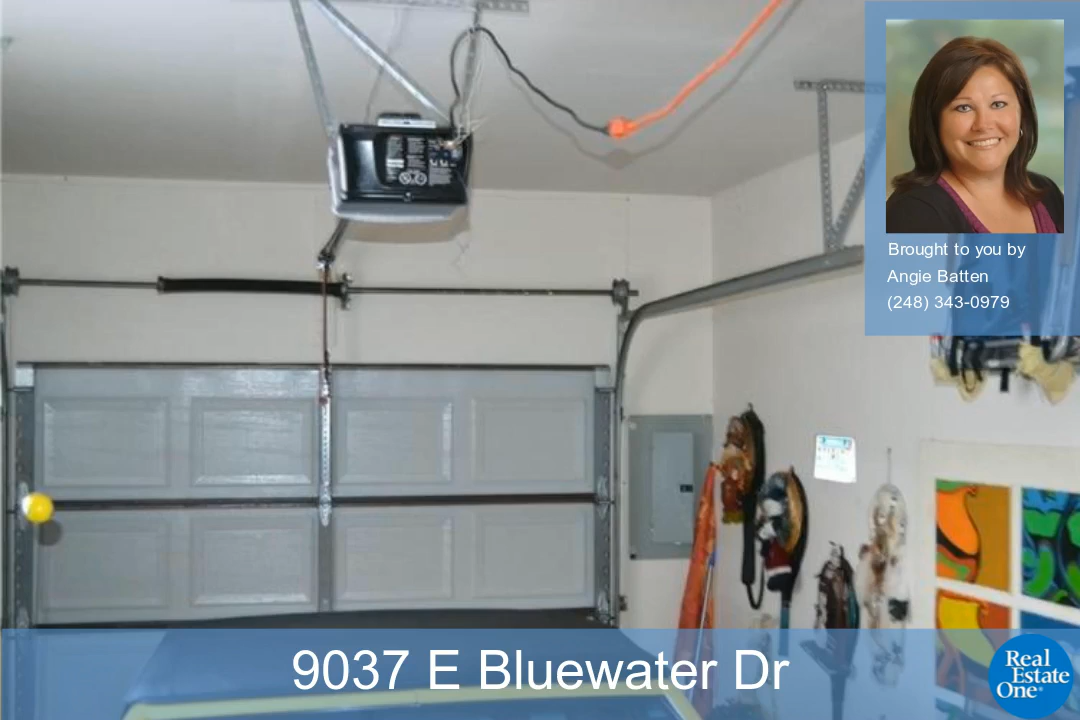 Brought to you by
Angie Batten
(248) 343-0979
9037 E Bluewater Dr
Real
Estate
One